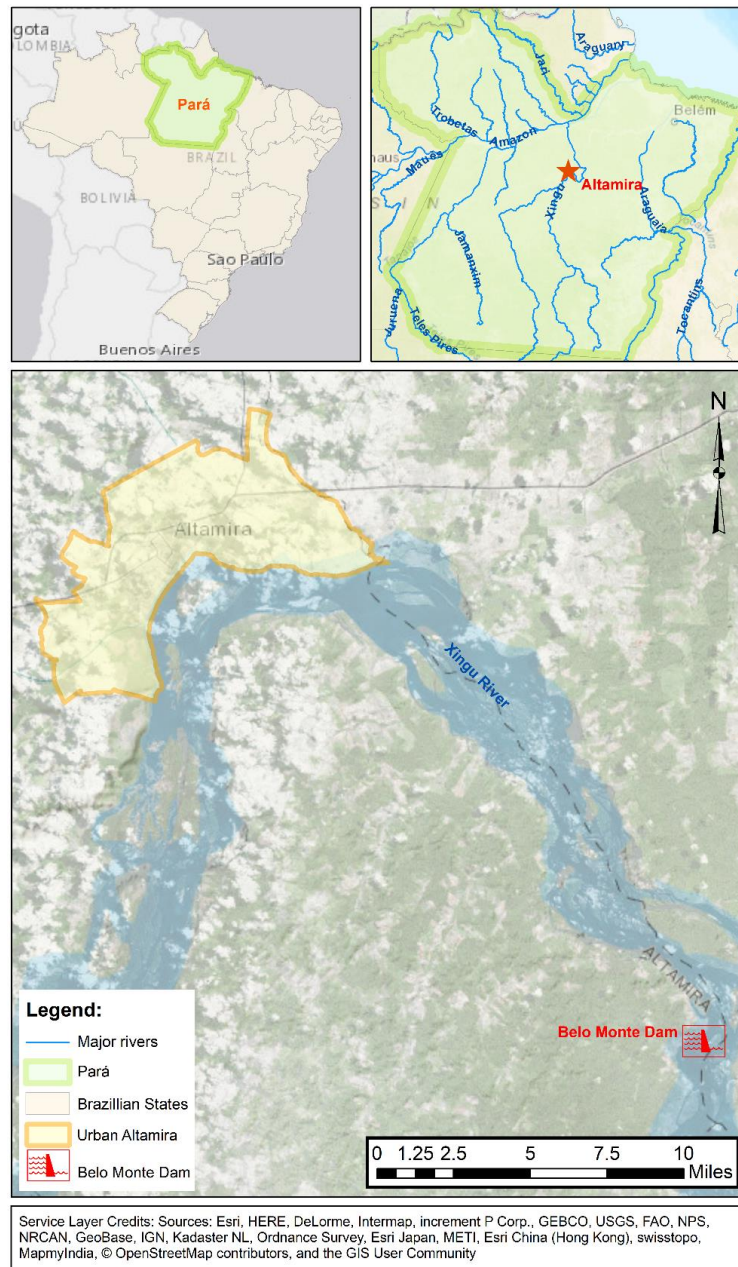 gota
OLOMBIA
Pará
BRAZIL
BOLIVIA
Sao Paulo
Buenos Aires
Araguary
Jari
Belém
Trobetas
Amazon
naus
Maués
Altamira
Xingu
Araguaia
S I N
Jamanxim
Tocantins
Juruena
Teles Pires
Tocantins
N
Altamira
Xingu River
ALTAMIRA
Belo Monte Dam
Legend:
Major rivers
Pará
Brazillian States
Urban Altamira
Belo Monte Dam
0 1.25 2.5 5 7.5 10
Miles
Service Layer Credits: Sources: Esri, HERE, DeLorme, Intermap, increment P Corp., GEBCO, USGS, FAO, NPS,
NRCAN, GeoBase, IGN, Kadaster NL, Ordnance Survey, Esri Japan, METI, Esri China (Hong Kong), swisstopo,
MapmyIndia, © OpenStreetMap contributors, and the GIS User Community